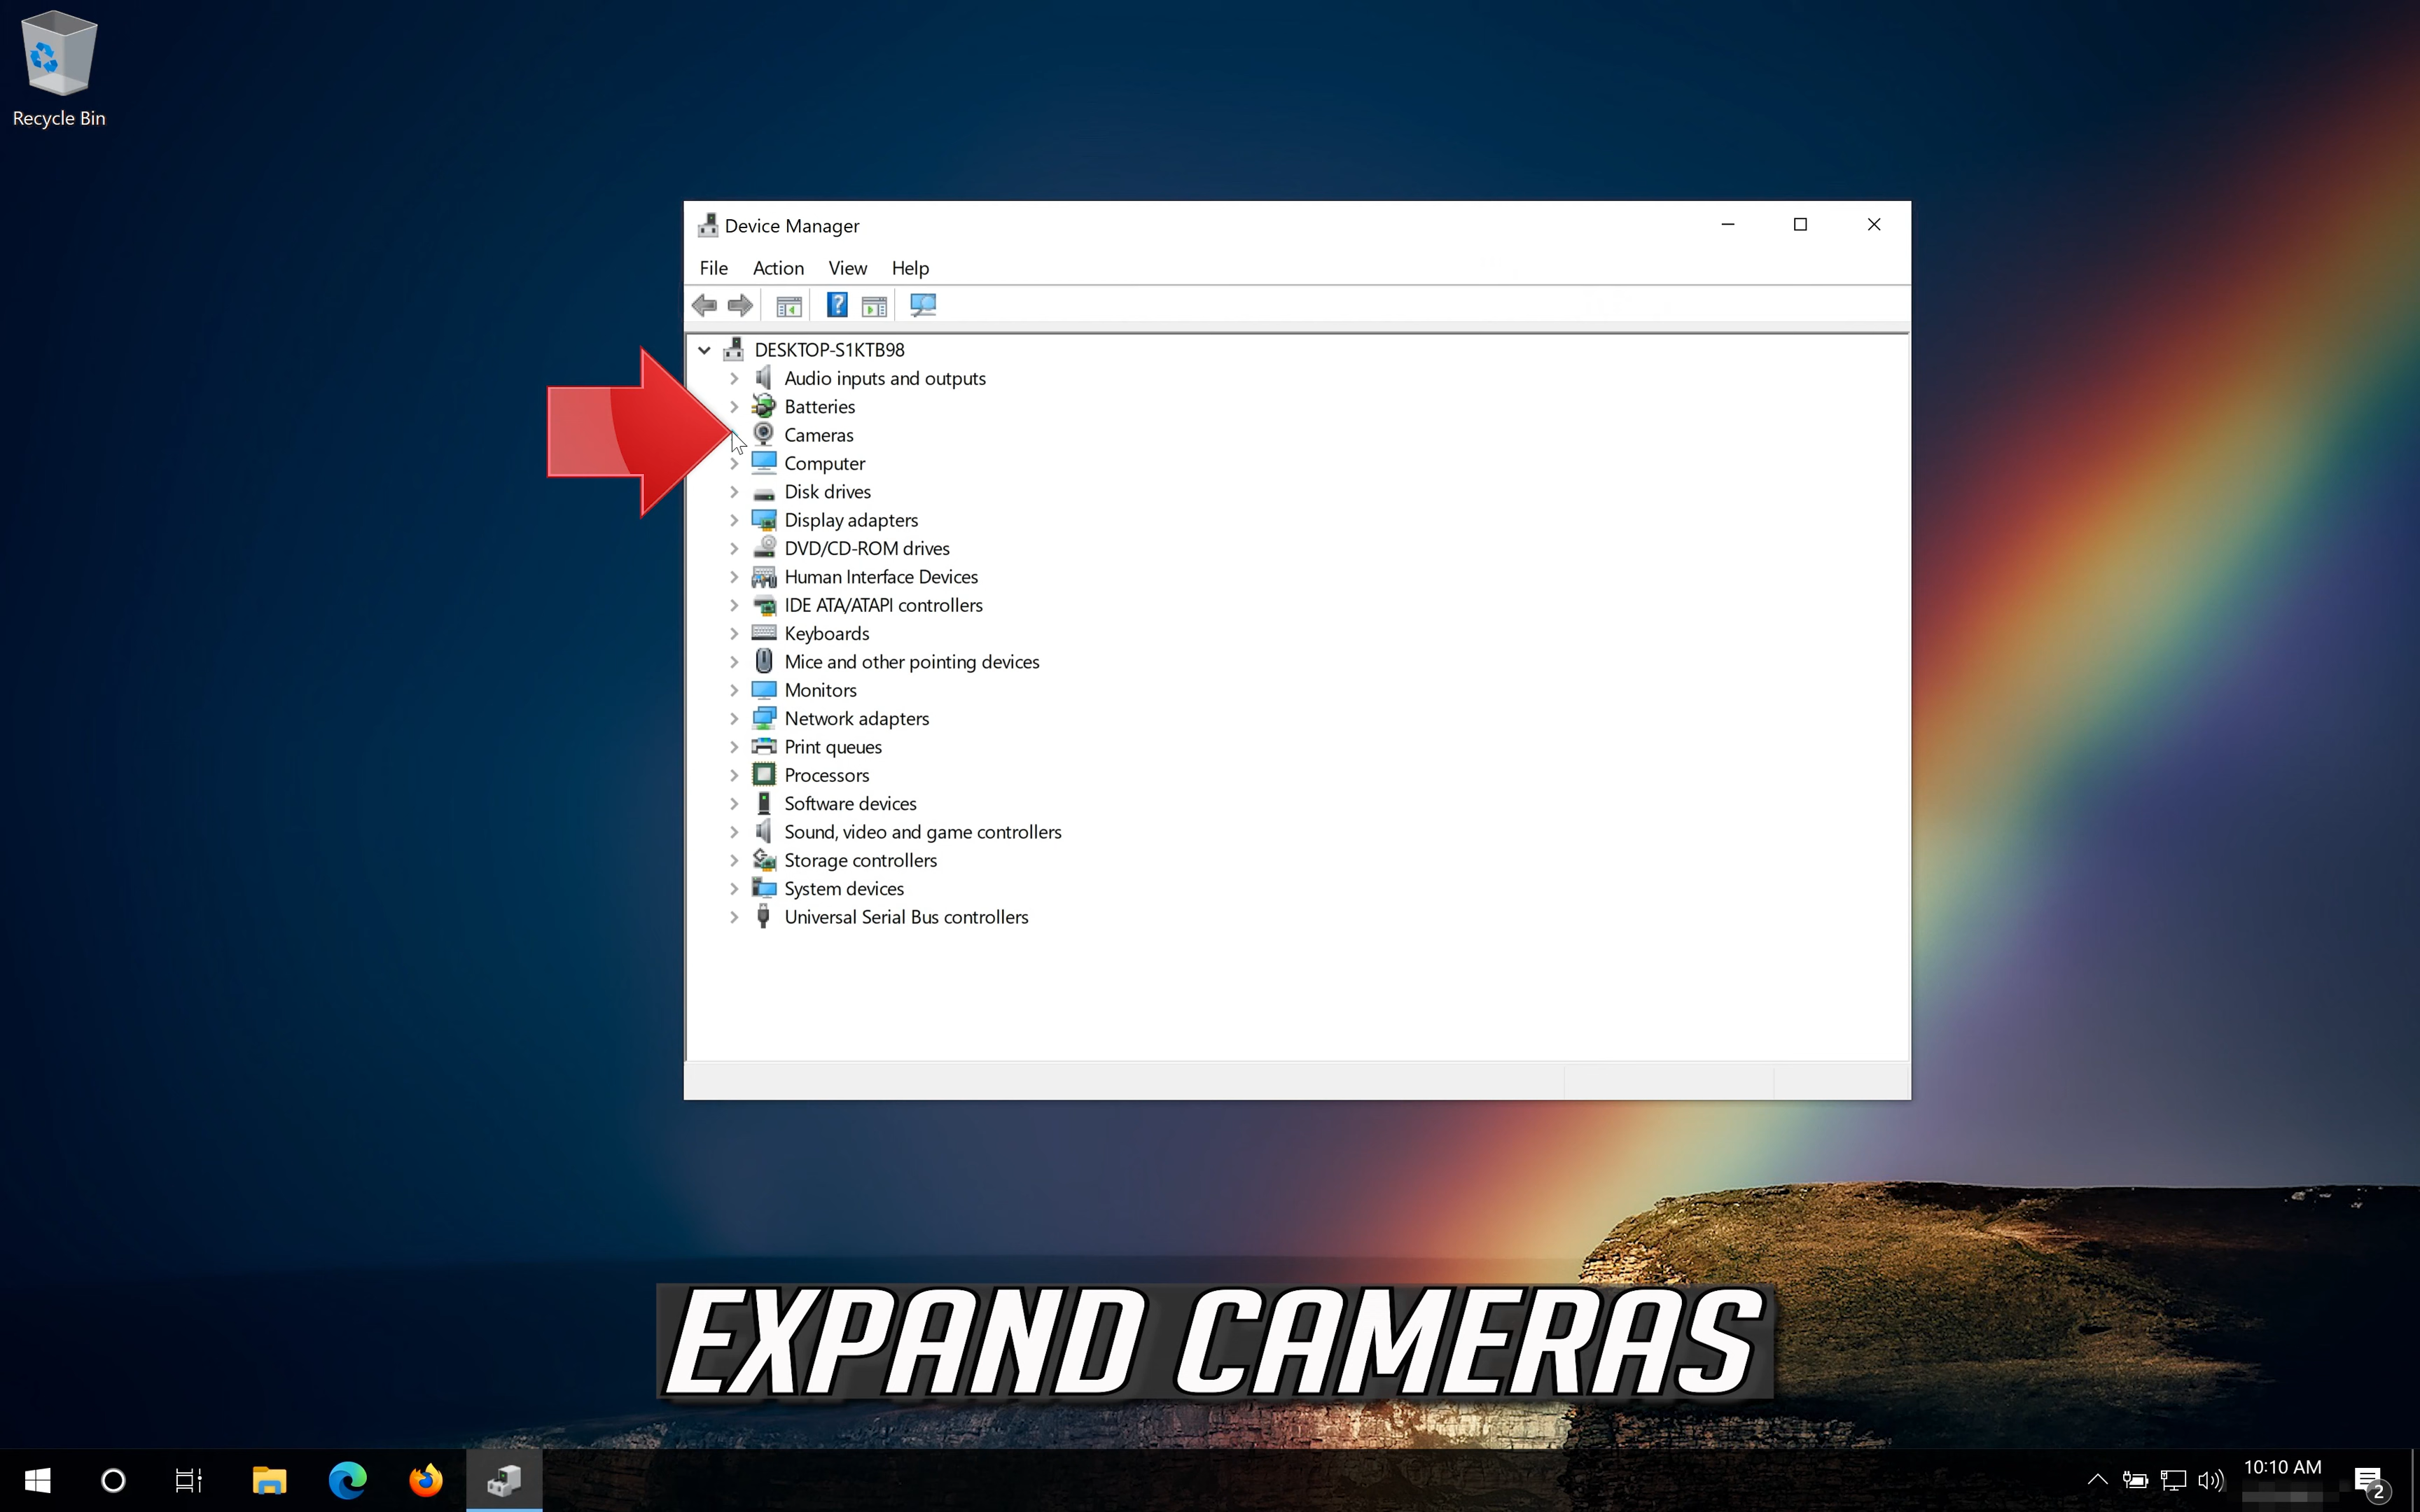 Recycle Bin
Device Manager
File Action View Help
DESKTOP-S1KTB98
Audio inputs and outputs
Batteries
Cameras
Computer
Disk drives
Display adapters
DVD/CD-ROM drives
Human Interface Devices
IDE ATA/ATAPI controllers
Keyboards
Mice and other pointing devices
Monitors
Network adapters
Print queues
Processors
Software devices
Sound, video and game controllers
Storage controllers
System devices
Universal Serial Bus controllers
EXPAND CAMERAS
10:10 AM
2